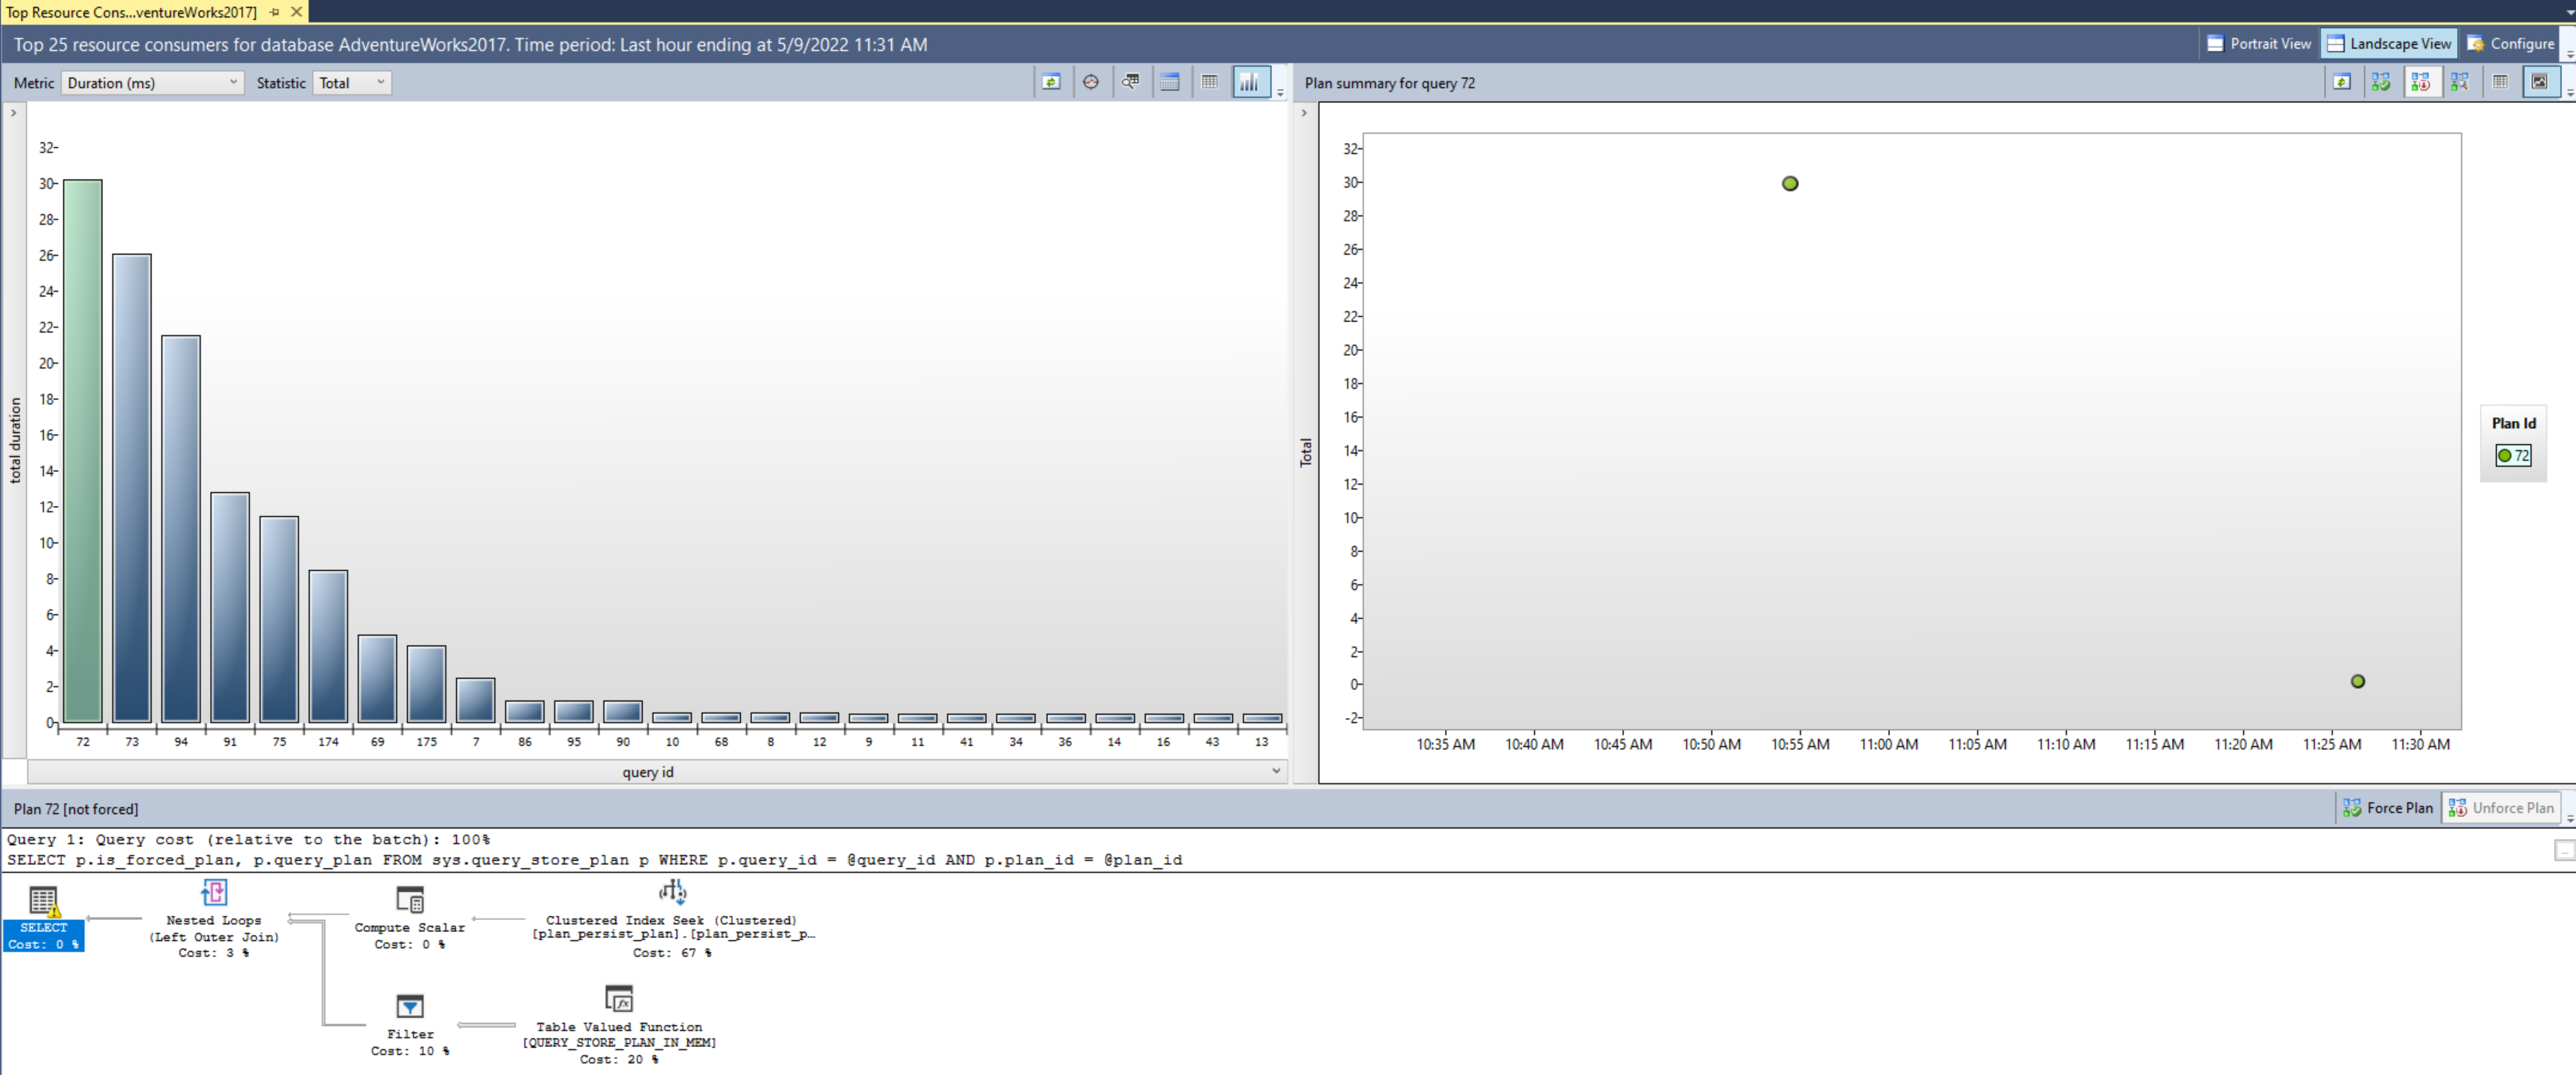 Top Resource Cons...ventureWorks2017]
Top 25 resource consumers for database AdventureWorks2017. Time period: Last hour ending at 5/9/2022 11:31 AM
Portrait View
Landscape View
Configure
Metric
Duration (ms)
Statistic
Total
Plan summary for query 72
total duration
32
30
28
26
24
22
20
18
16
14
12
10
8
6
4
2
0
72 73 94 91 75 174 69 175 7 86 95 90 10 68 8 12 9 11 41 34 36 14 16 43 13
query id
Total
32
30
28
26
24
22
20
18
16
14
12
10
8
6
4
2
0
-2
10:35 AM 10:40 AM 10:45 AM 10:50 AM 10:55 AM 11:00 AM 11:05 AM 11:10 AM 11:15 AM 11:20 AM 11:25 AM 11:30 AM
Plan Id
72
Plan 72 [not forced]
Force Plan
Unforce Plan
Query 1: Query cost (relative to the batch): 100%
SELECT p.is_forced_plan, p.query_plan FROM sys.query_store_plan p WHERE p.query_id = @query_id AND p.plan_id = @plan_id
...
SELECT
Cost: 0 %
Nested Loops
(Left Outer Join)
Cost: 3 %
Compute Scalar
Cost: 0 %
Clustered Index Seek (Clustered)
[plan_persist_plan].[plan_persist_p…
Cost: 67 %
Filter
Cost: 10 %
Table Valued Function
[QUERY_STORE_PLAN_IN_MEM]
Cost: 20 %